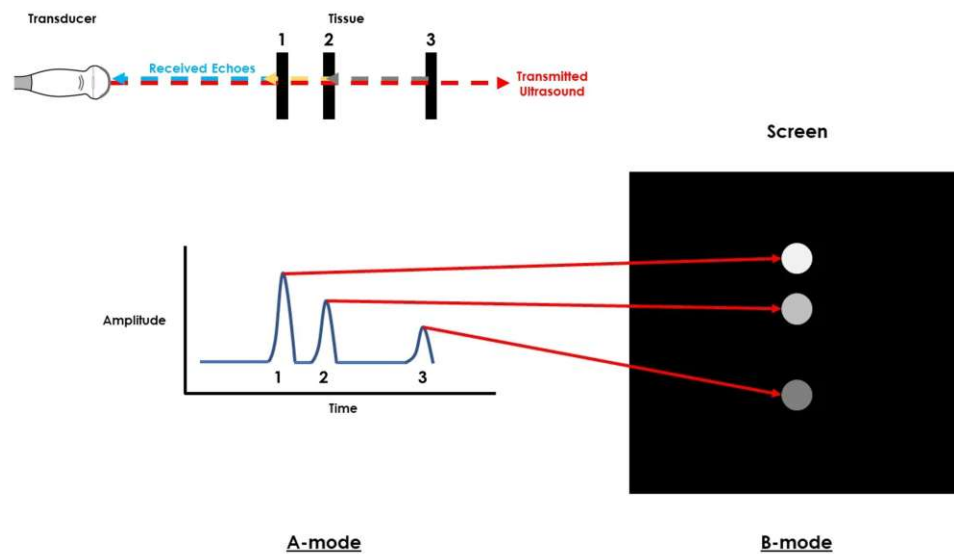 Transducer
Tissue
1
2
3
Received Echoes
Transmitted
Ultrasound
Screen
Amplitude
1
2
3
Time
A-mode
B-mode